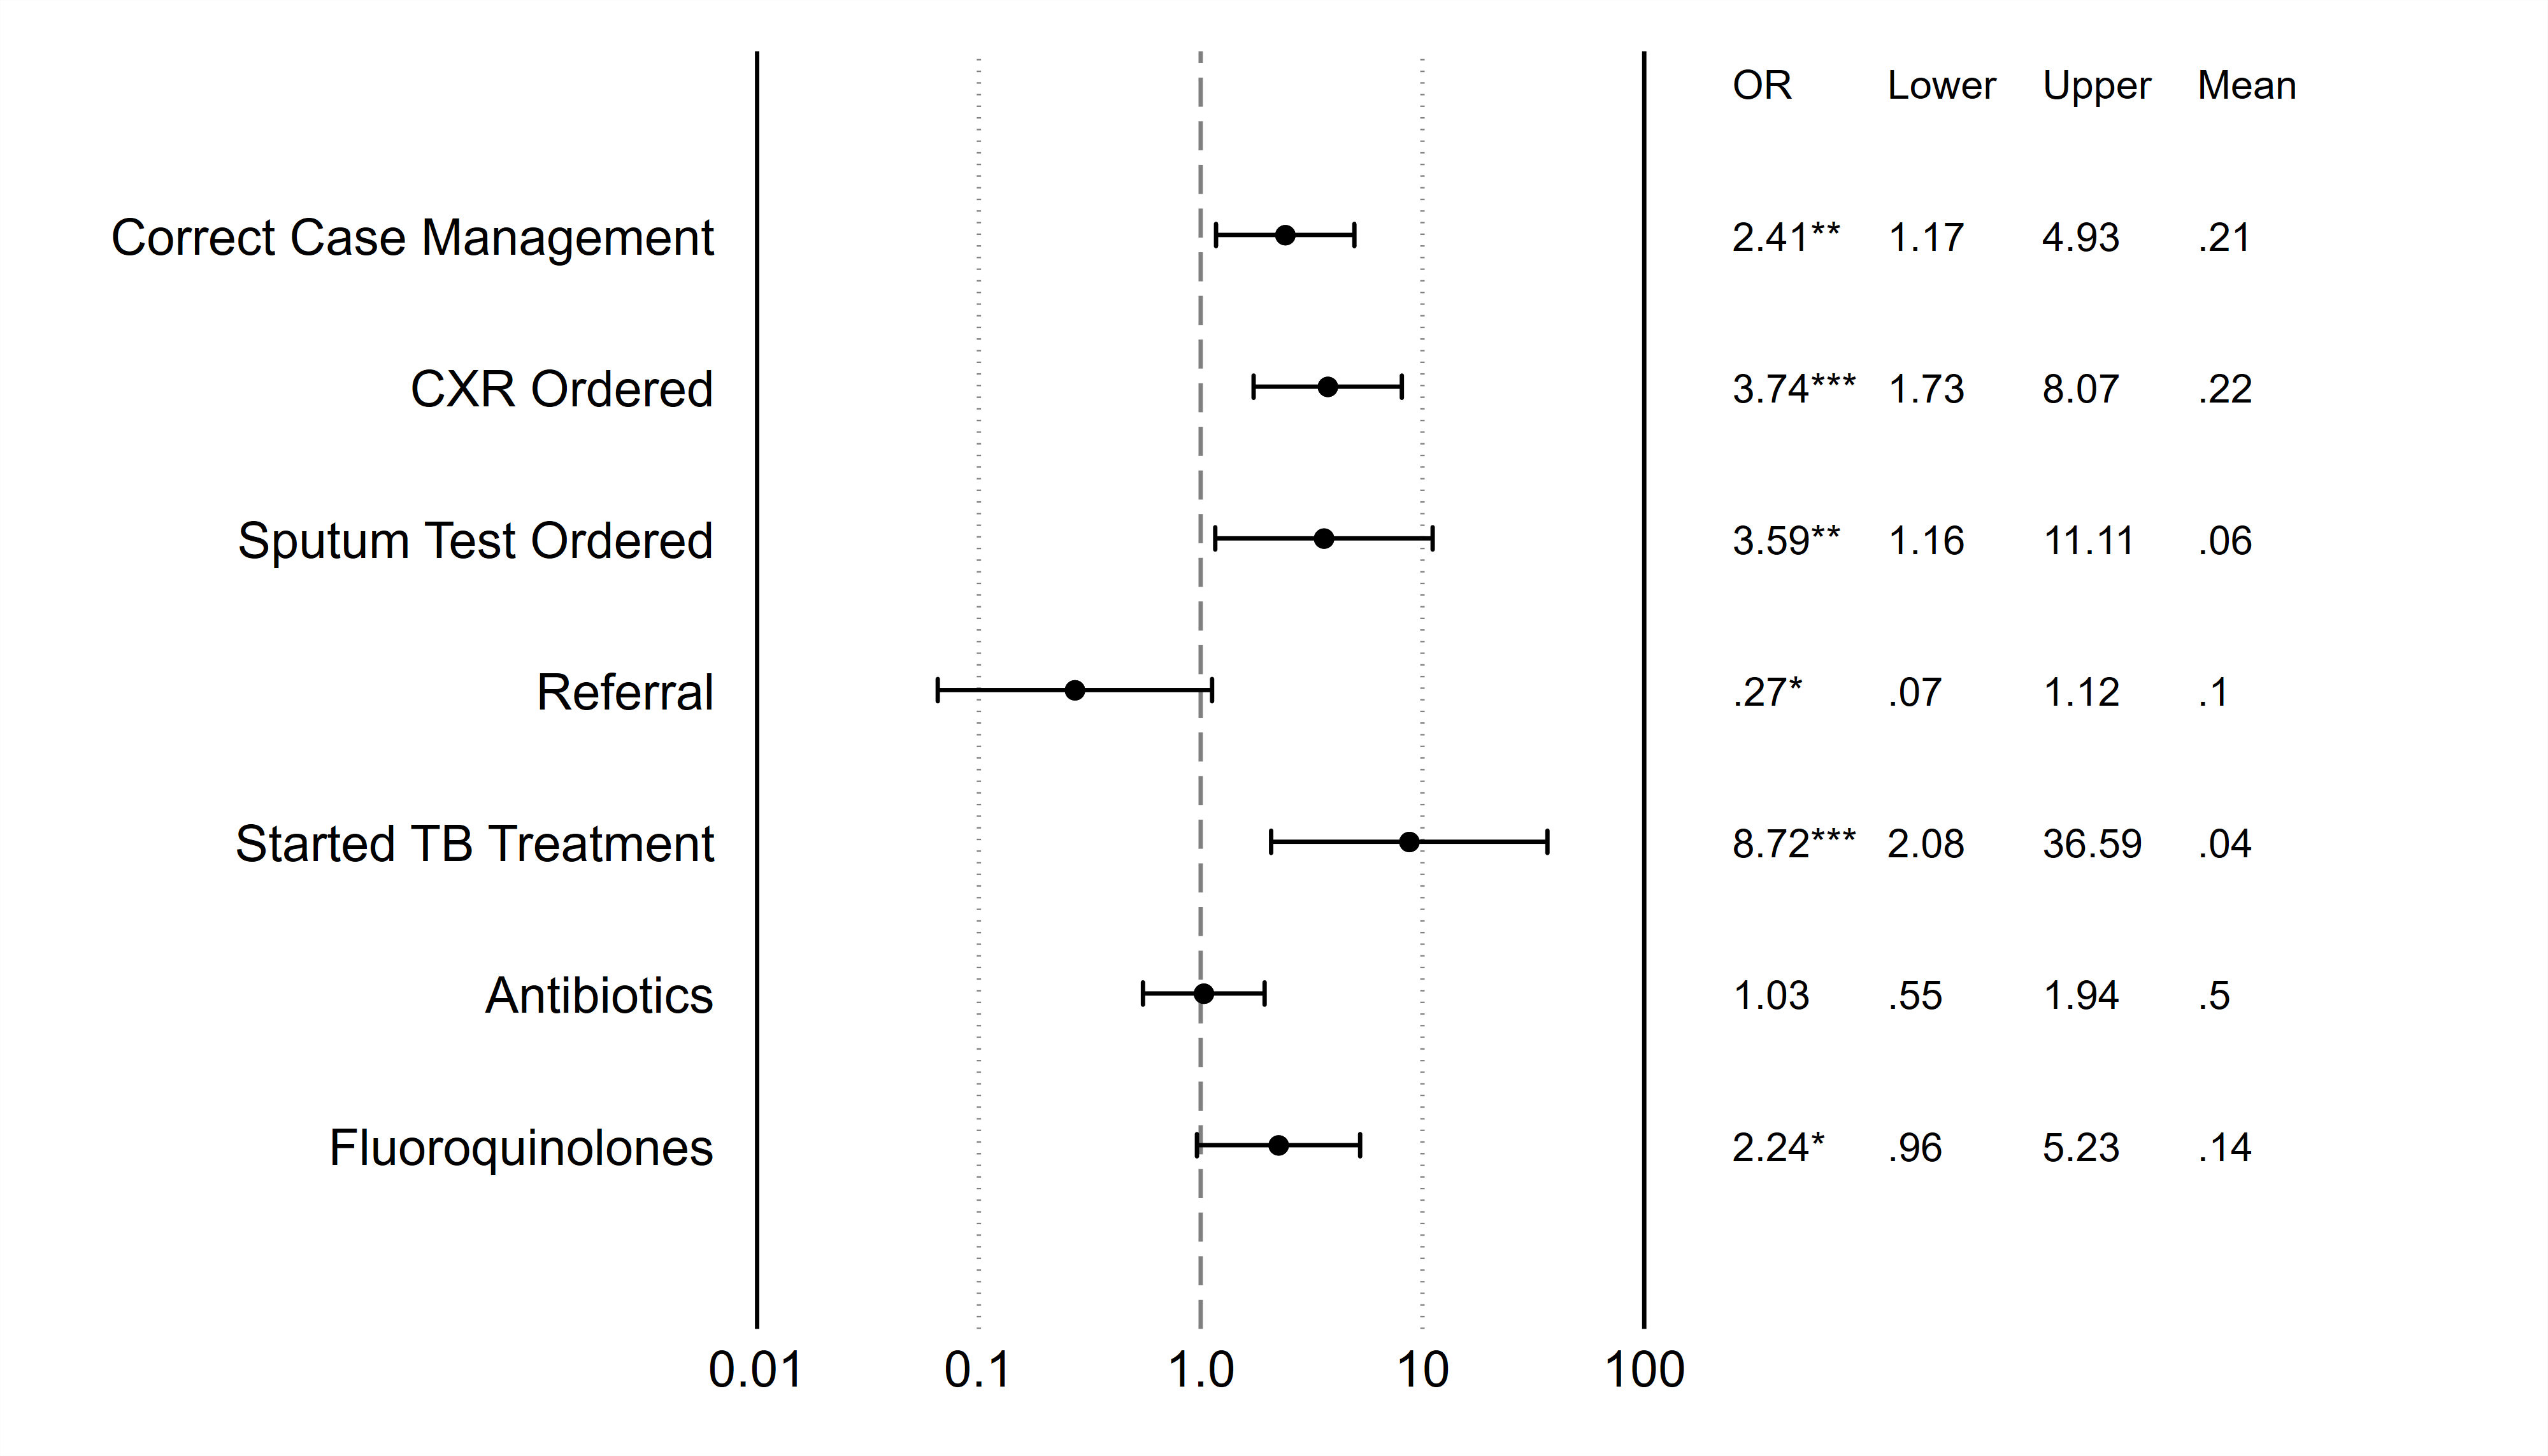 OR Lower Upper Mean
Correct Case Management 2.41** 1.17 4.93 .21
CXR Ordered 3.74*** 1.73 8.07 .22
Sputum Test Ordered 3.59** 1.16 11.11 .06
Referral .27* .07 1.12 .1
Started TB Treatment 8.72*** 2.08 36.59 .04
Antibiotics 1.03 .55 1.94 .5
Fluoroquinolones 2.24* .96 5.23 .14
0.01 0.1 1.0 10 100